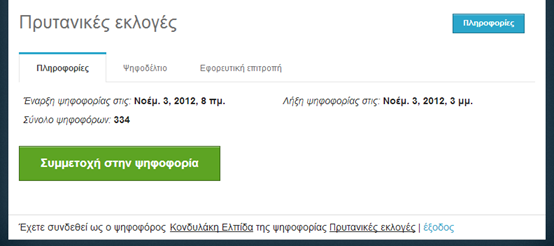 Πρυτανικές εκλογές
Πληροφορίες
Πληροφορίες Ψηφοδέλτιο Εφορευτική επιτροπή
Έναρξη ψηφοφορίας στις: Νοέμ. 3, 2012, 8 πμ. Λήξη ψηφοφορίας στις: Νοέμ. 3, 2012, 3 μμ.
Σύνολο ψηφοφόρων: 334
Συμμετοχή στην ψηφοφορία
Έχετε συνδεθεί ως ο ψηφοφόρος Κονδυλάκη Ελπίδα της ψηφοφορίας Πρυτανικές εκλογές | έξοδος